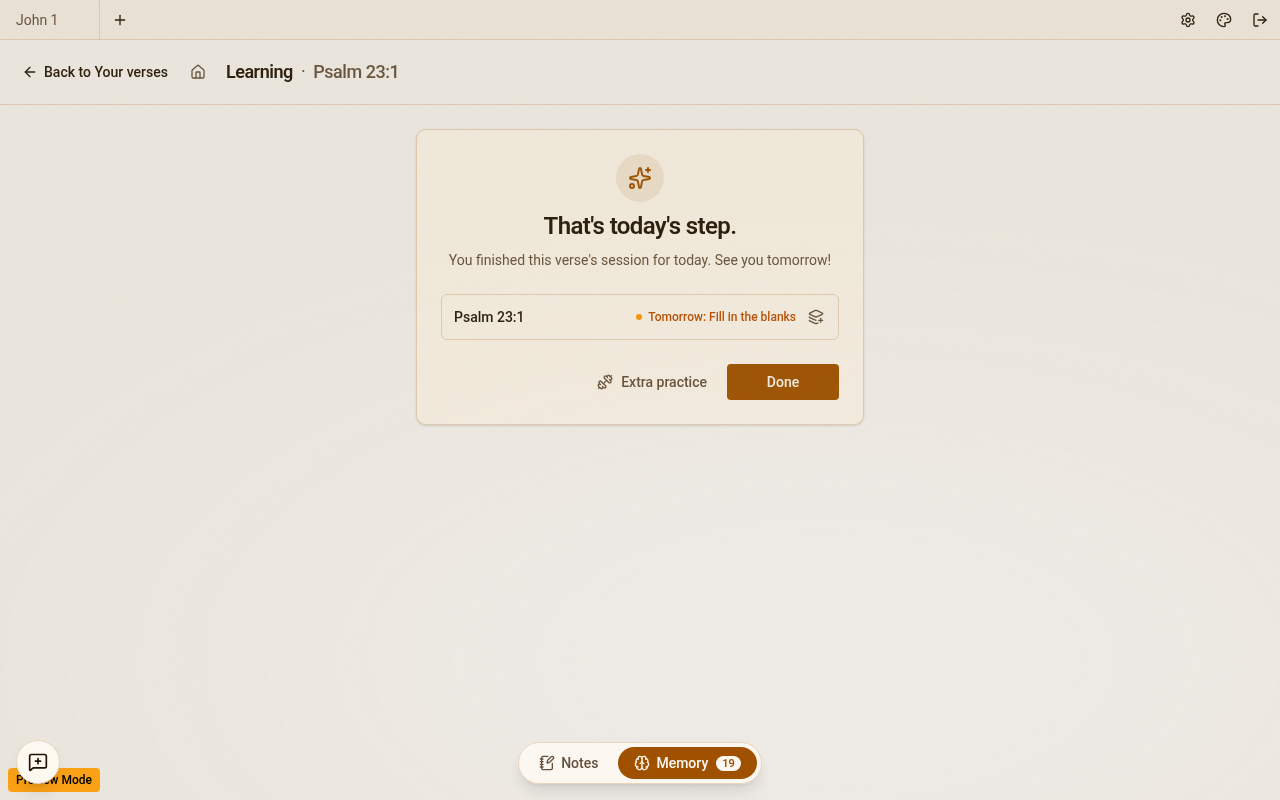 John 1
Back to Your verses
Learning · Psalm 23:1
That's today's step.
You finished this verse's session for today. See you tomorrow!
Psalm 23:1
Tomorrow: Fill in the blanks
Extra practice
Done
Notes
Memory 19
Mode